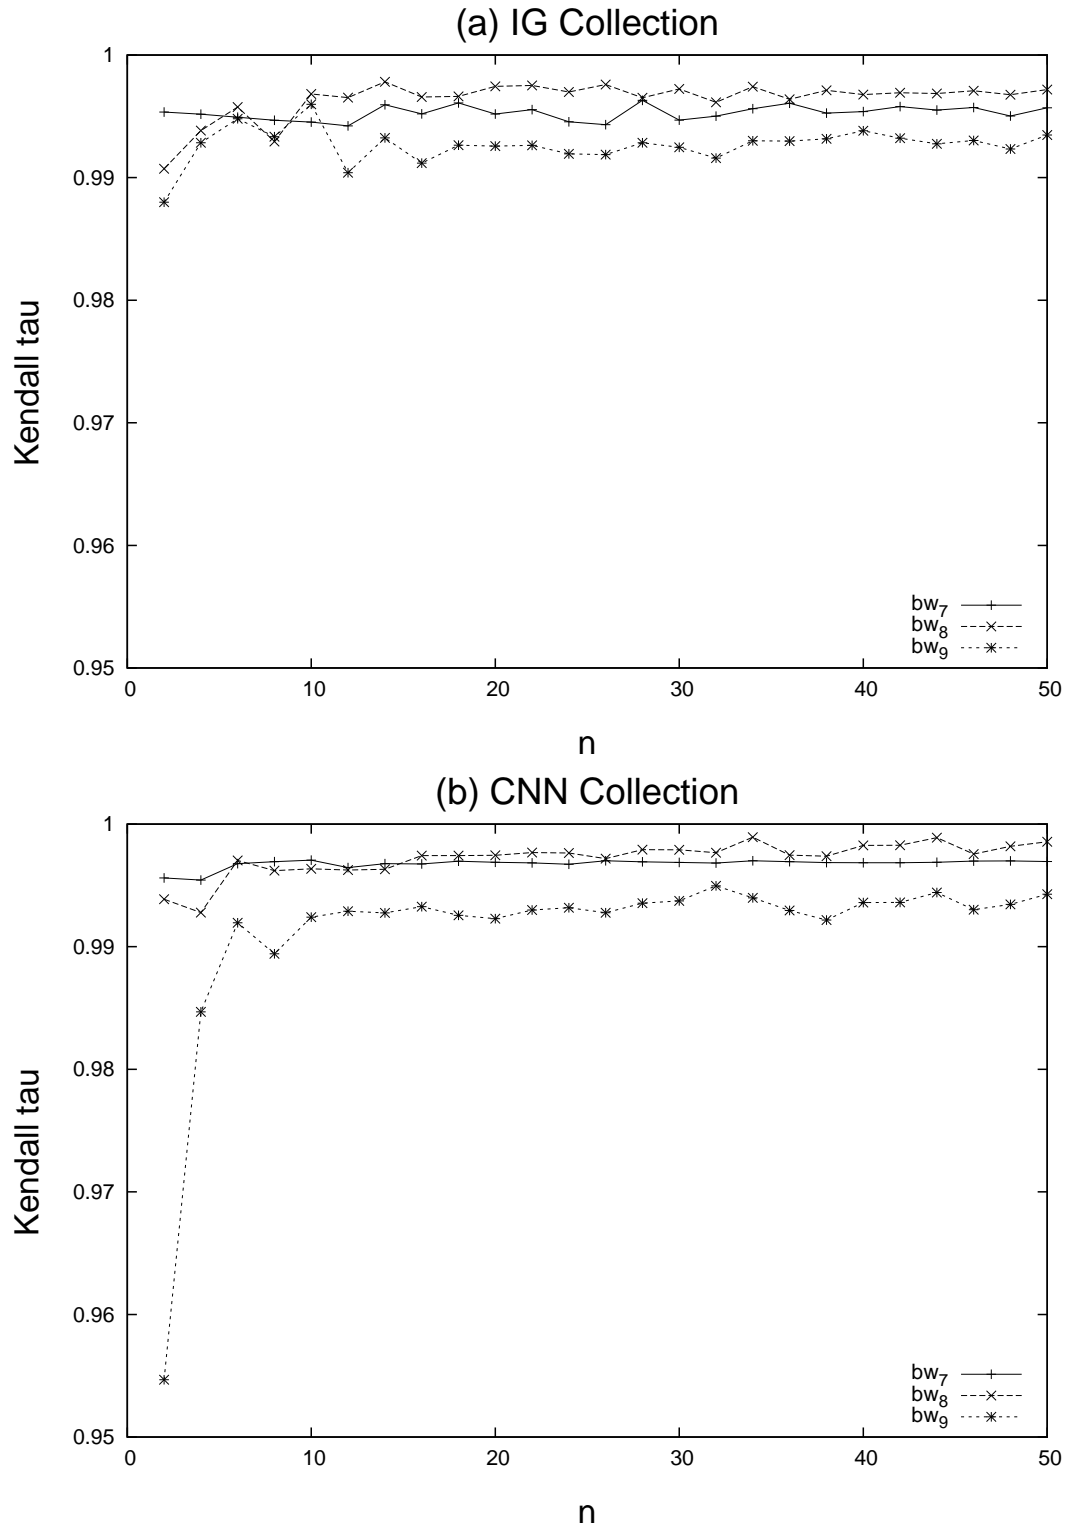 (a) IG Collection
1
0.99
0.98
0.97
0.96
0.95
Kendall tau
bw7
bw8
bw9
0 10 20 30 40 50
n
(b) CNN Collection
1
0.99
0.98
0.97
0.96
0.95
Kendall tau
bw7
bw8
bw9
0 10 20 30 40 50
n